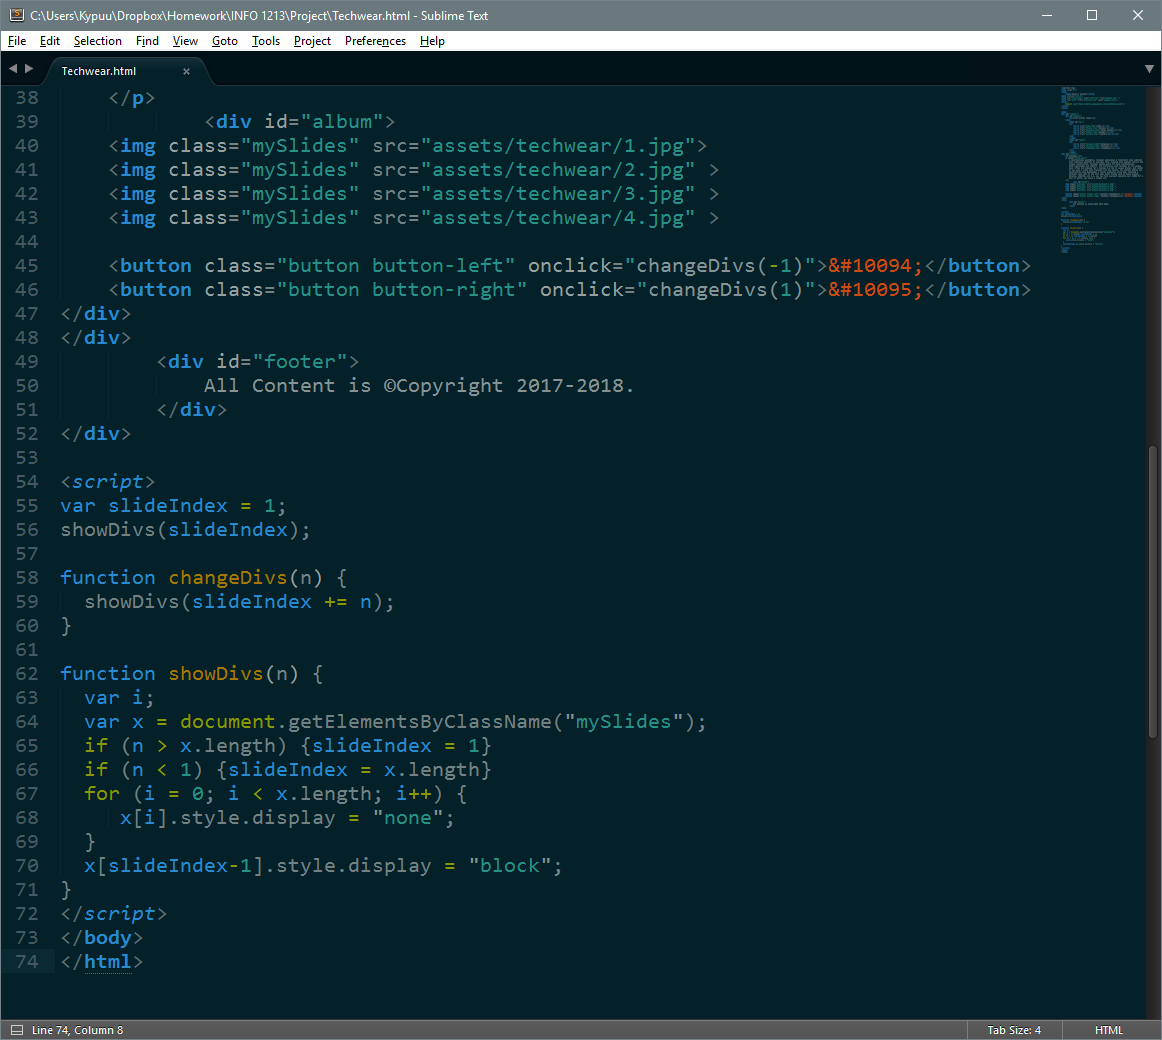 C:\Users\Kypuu\Dropbox\Homework\INFO 1213\Project\Techwear.html - Sublime Text
File Edit Selection Find View Goto Tools Project Preferences Help
Techwear.html ×
38     </p>
39             <div id="album">
40     <img class="mySlides" src="assets/techwear/1.jpg">
41     <img class="mySlides" src="assets/techwear/2.jpg" >
42     <img class="mySlides" src="assets/techwear/3.jpg" >
43     <img class="mySlides" src="assets/techwear/4.jpg" >
44
45     <button class="button button-left" onclick="changeDivs(-1)">&#10094;</button>
46     <button class="button button-right" onclick="changeDivs(1)">&#10095;</button>
47 </div>
48 </div>
49         <div id="footer">
50             All Content is ©Copyright 2017-2018.
51         </div>
52 </div>
53
54 <script>
55 var slideIndex = 1;
56 showDivs(slideIndex);
57
58 function changeDivs(n) {
59   showDivs(slideIndex += n);
60 }
61
62 function showDivs(n) {
63   var i;
64   var x = document.getElementsByClassName("mySlides");
65   if (n > x.length) {slideIndex = 1}
66   if (n < 1) {slideIndex = x.length}
67   for (i = 0; i < x.length; i++) {
68      x[i].style.display = "none";
69   }
70   x[slideIndex-1].style.display = "block";
71 }
72 </script>
73 </body>
74 </html>
Line 74, Column 8 Tab Size: 4 HTML